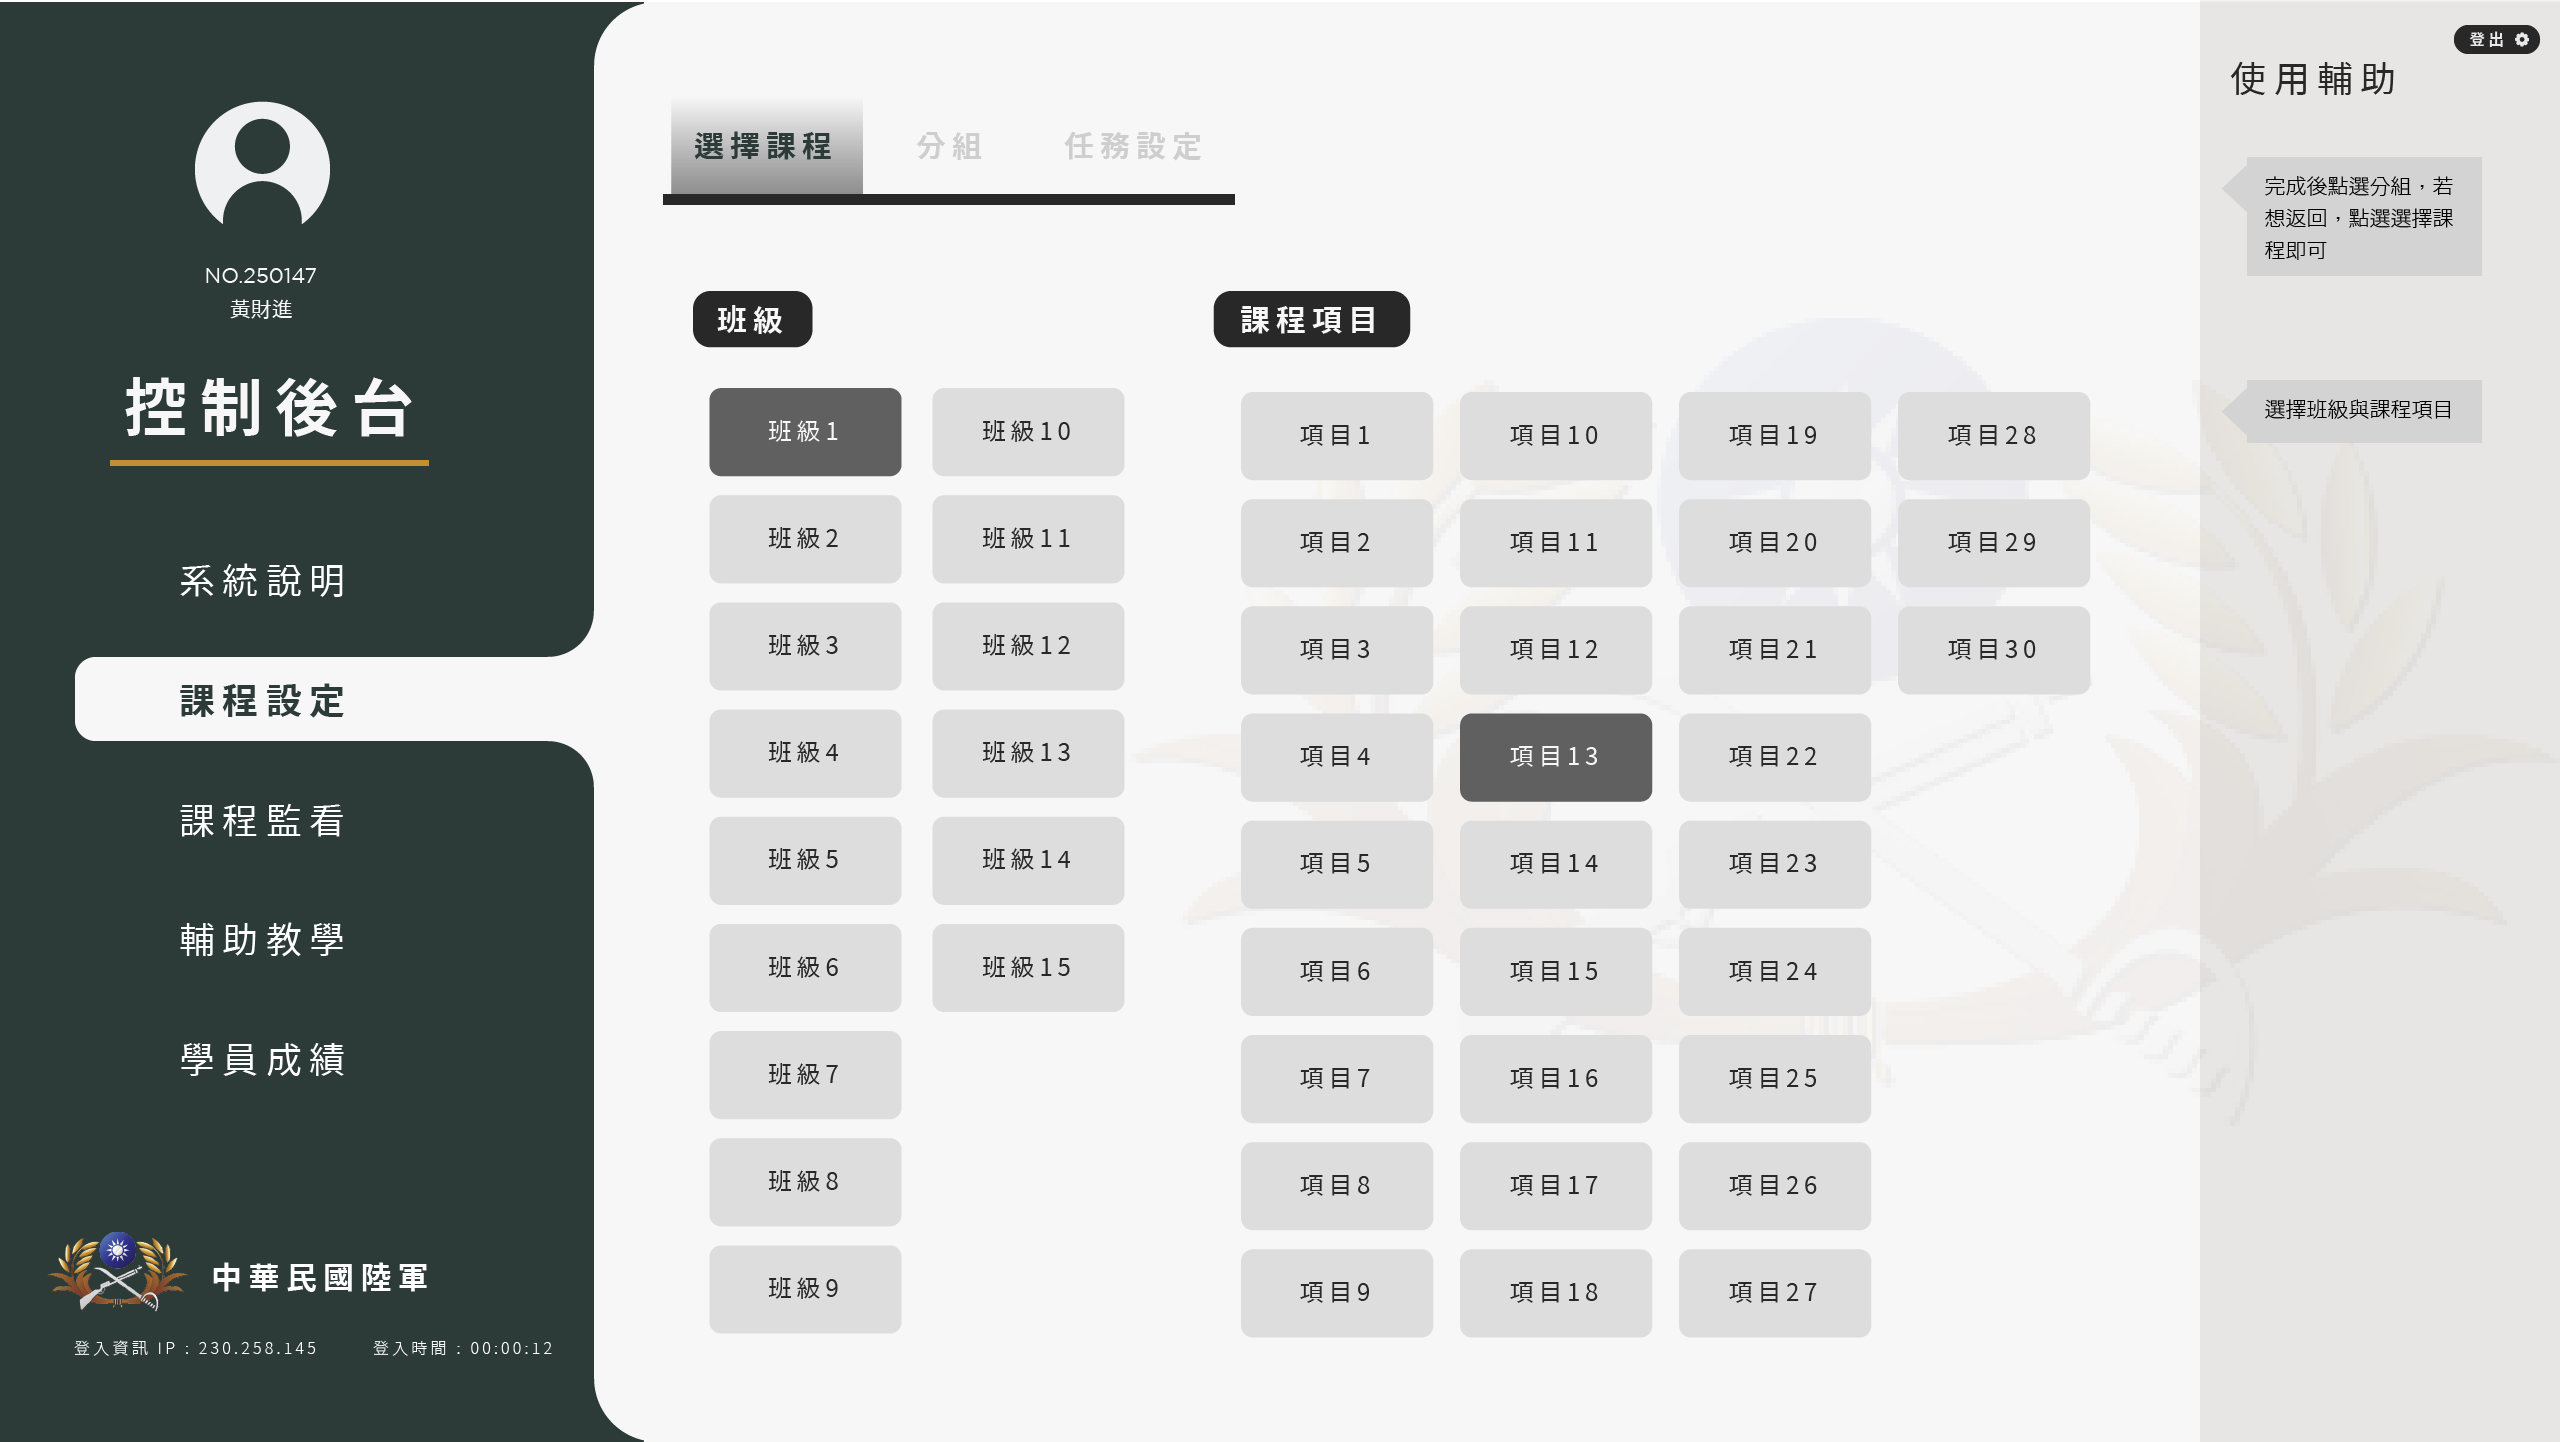 NO.250147
黃財進
控制後台
系統說明
課程設定
課程監看
輔助教學
學員成績
中華民國陸軍
登入資訊 IP：230.258.145
登入時間：00:00:12
選擇課程
分組
任務設定
班級
班級1
班級2
班級3
班級4
班級5
班級6
班級7
班級8
班級9
班級10
班級11
班級12
班級13
班級14
班級15
課程項目
項目1
項目2
項目3
項目4
項目5
項目6
項目7
項目8
項目9
項目10
項目11
項目12
項目13
項目14
項目15
項目16
項目17
項目18
項目19
項目20
項目21
項目22
項目23
項目24
項目25
項目26
項目27
項目28
項目29
項目30
登出
使用輔助
完成後點選分組，若
想返回，點選選擇課
程即可
選擇班級與課程項目